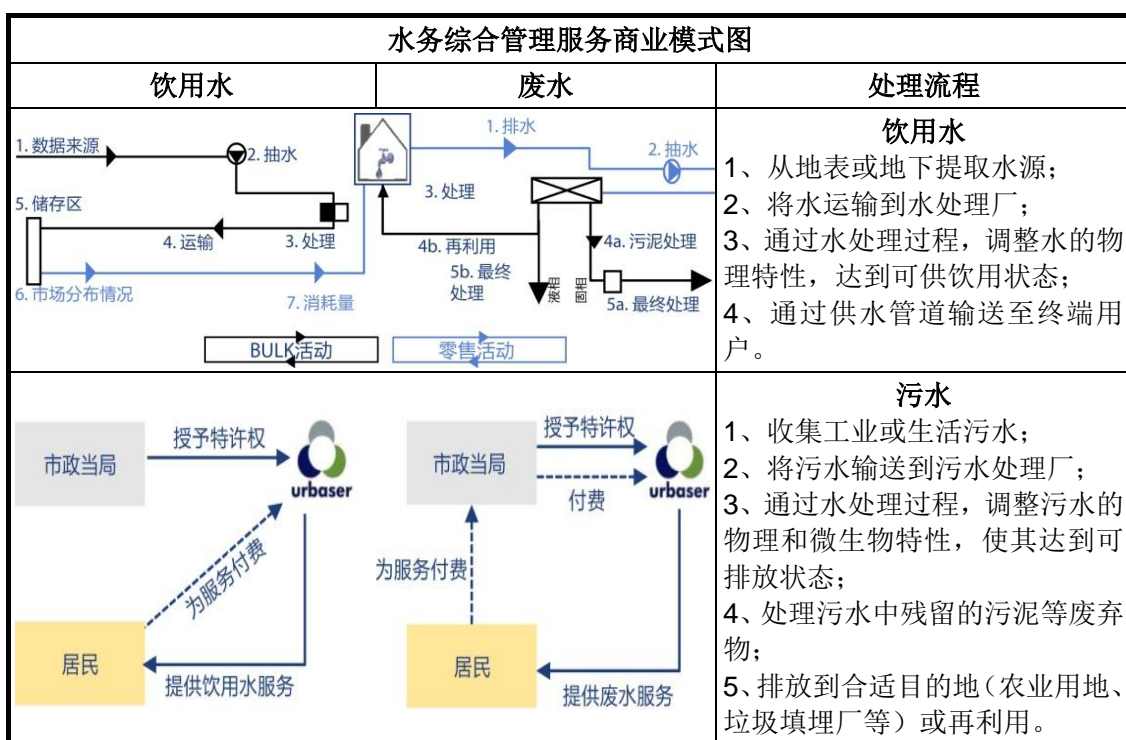 水务综合管理服务商业模式图
饮用水
废水
处理流程
1. 数据来源
2. 抽水
5. 储存区
4. 运输
3. 处理
6. 市场分布情况
7. 消耗量
1. 排水
2. 抽水
3. 处理
4b. 再利用
4a. 污泥处理
5b. 最终
处理
液相
固相
5a. 最终处理
BULK活动
零售活动
饮用水
1、从地表或地下提取水源；
2、将水运输到水处理厂；
3、通过水处理过程，调整水的物
理特性，达到可供饮用状态；
4、通过供水管道输送至终端用
户。
市政当局
授予特许权
urbaser
为服务付费
居民
提供饮用水服务
市政当局
授予特许权
付费
urbaser
为服务付费
居民
提供废水服务
污水
1、收集工业或生活污水；
2、将污水输送到污水处理厂；
3、通过水处理过程，调整污水的
物理和微生物特性，使其达到可
排放状态；
4、处理污水中残留的污泥等废弃
物；
5、排放到合适目的地（农业用地、
垃圾填埋厂等）或再利用。